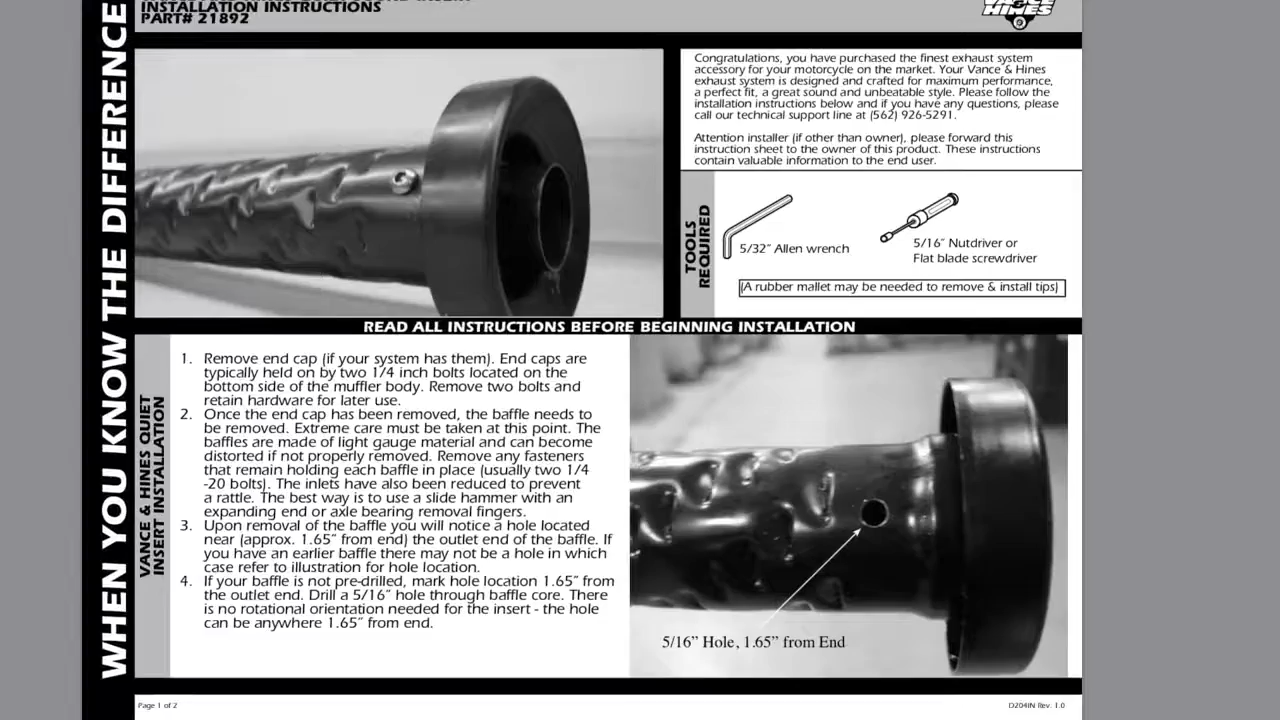 INSTALLATION INSTRUCTIONS
PART# 21892
VANCE
HINES
WHEN YOU KNOW THE DIFFERENCE
Congratulations, you have purchased the finest exhaust system
accessory for your motorcycle on the market. Your Vance & Hines
exhaust system is designed and crafted for maximum performance,
a perfect fit, a great sound and unbeatable style. Please follow the
installation instructions below and if you have any questions, please
call our technical support line at (562) 926-5291.
Attention installer (if other than owner), please forward this
instruction sheet to the owner of this product. These instructions
contain valuable information to the end user.
TOOLS
REQUIRED
5/32" Allen wrench
5/16" Nutdriver or
Flat blade screwdriver
(A rubber mallet may be needed to remove & install tips)
READ ALL INSTRUCTIONS BEFORE BEGINNING INSTALLATION
VANCE & HINES QUIET
INSERT INSTALLATION
1. Remove end cap (if your system has them). End caps are
typically held on by two 1/4 inch bolts located on the
bottom side of the muffler body. Remove two bolts and
retain hardware for later use.
2. Once the end cap has been removed, the baffle needs to
be removed. Extreme care must be taken at this point. The
baffles are made of light gauge material and can become
distorted if not properly removed. Remove any fasteners
that remain holding each baffle in place (usually two 1/4
-20 bolts). The inlets have also been reduced to prevent
a rattle. The best way is to use a slide hammer with an
expanding end or axle bearing removal fingers.
3. Upon removal of the baffle you will notice a hole located
near (approx. 1.65" from end) the outlet end of the baffle. If
you have an earlier baffle there may not be a hole in which
case refer to illustration for hole location.
4. If your baffle is not pre-drilled, mark hole location 1.65" from
the outlet end. Drill a 5/16" hole through baffle core. There
is no rotational orientation needed for the insert - the hole
can be anywhere 1.65" from end.
5/16" Hole, 1.65" from End
Page 1 of 2
D204IN Rev. 1.0